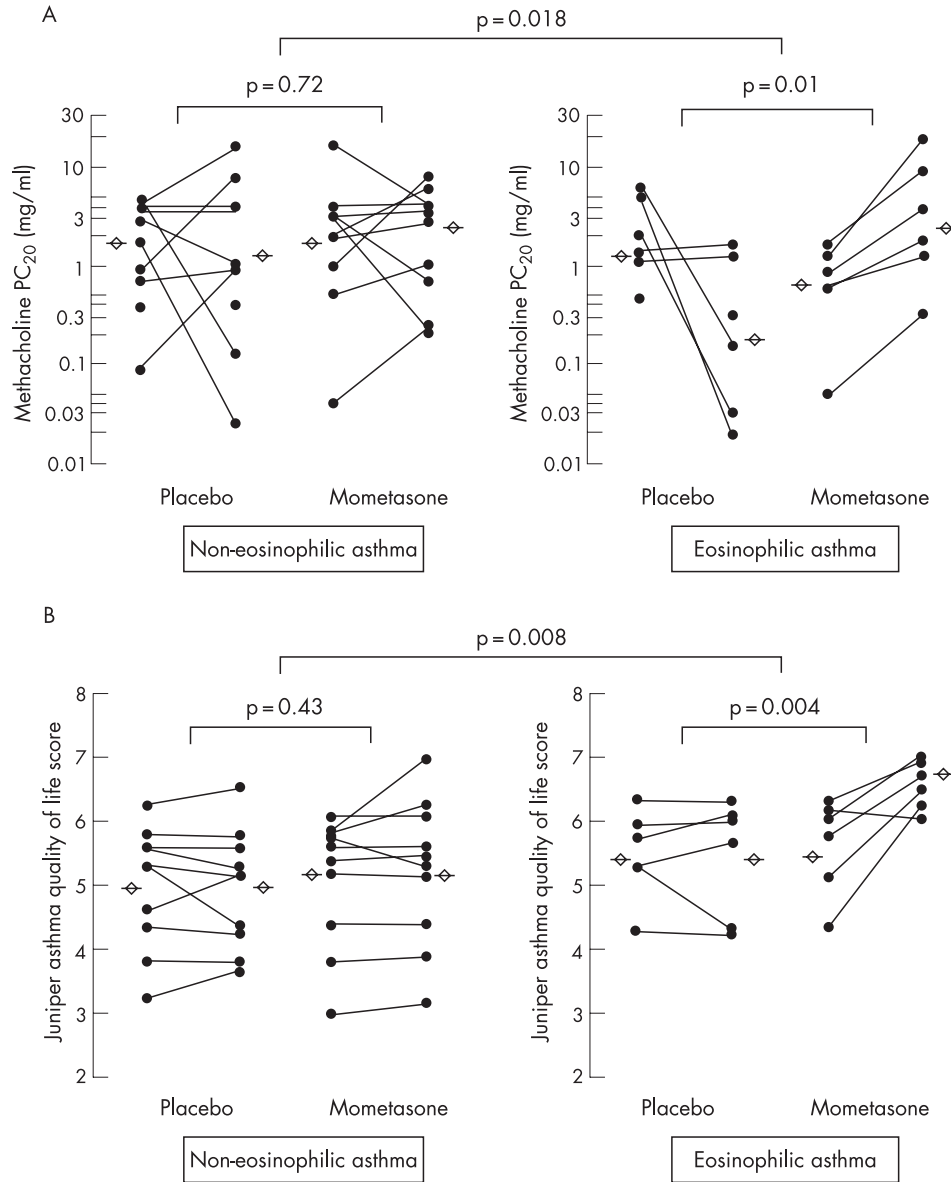 A
p = 0.018
p = 0.72
p = 0.01
Methacholine PC20 (mg/ml)
30
10
3
1
0.3
0.1
0.03
0.01
Placebo
Mometasone
Non-eosinophilic asthma
Methacholine PC20 (mg/ml)
30
10
3
1
0.3
0.1
0.03
0.01
Placebo
Mometasone
Eosinophilic asthma
B
p = 0.008
p = 0.43
p = 0.004
Juniper asthma quality of life score
8
7
6
5
4
3
2
Placebo
Mometasone
Non-eosinophilic asthma
Juniper asthma quality of life score
8
7
6
5
4
3
2
Placebo
Mometasone
Eosinophilic asthma